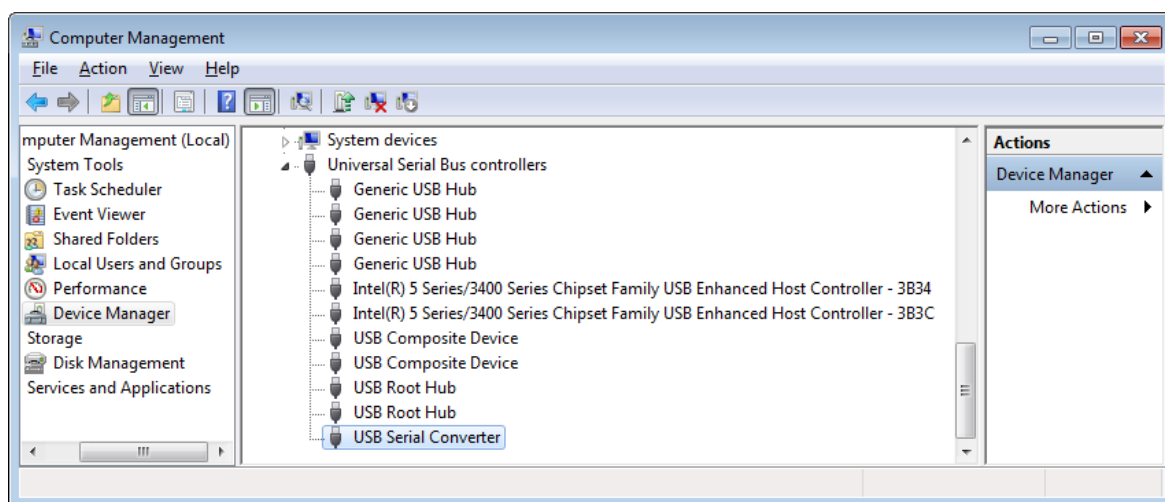 Computer Management
File Action View Help
mputer Management (Local)
System Tools
Task Scheduler
Event Viewer
Shared Folders
Local Users and Groups
Performance
Device Manager
Storage
Disk Management
Services and Applications
System devices
Universal Serial Bus controllers
Generic USB Hub
Generic USB Hub
Generic USB Hub
Generic USB Hub
Intel(R) 5 Series/3400 Series Chipset Family USB Enhanced Host Controller - 3B34
Intel(R) 5 Series/3400 Series Chipset Family USB Enhanced Host Controller - 3B3C
USB Composite Device
USB Composite Device
USB Root Hub
USB Root Hub
USB Serial Converter
Actions
Device Manager
More Actions